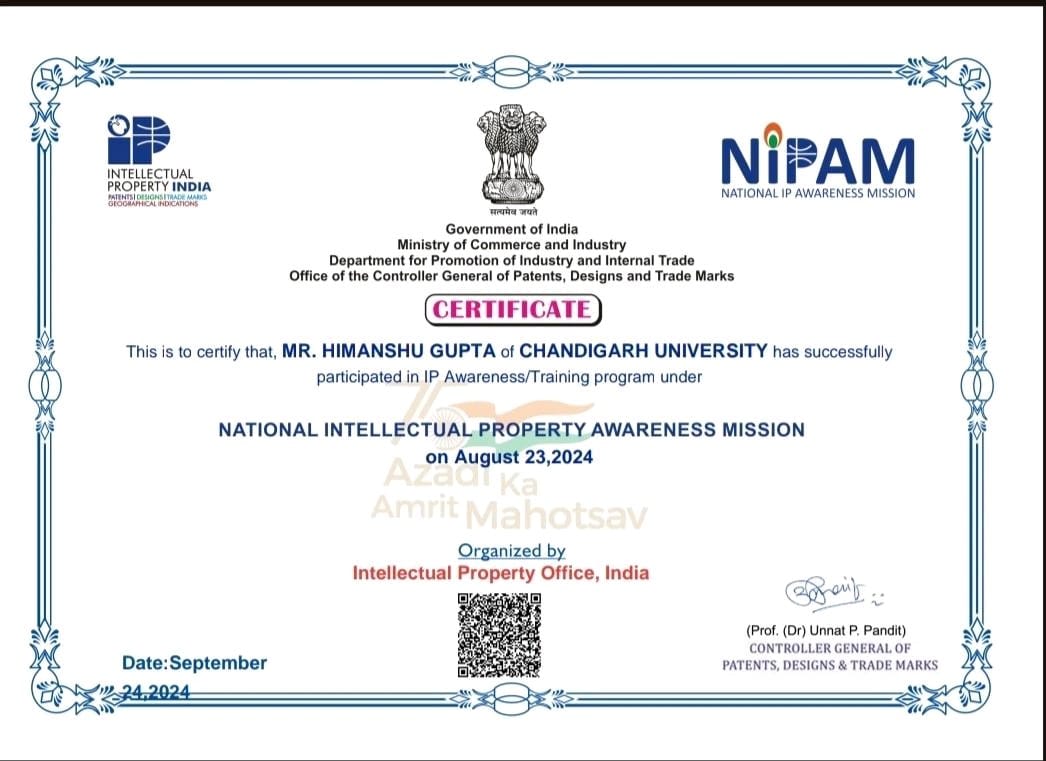 INTELLECTUAL
PROPERTY INDIA
PATENTS | DESIGNS | TRADE MARKS
GEOGRAPHICAL INDICATIONS
सत्यमेव जयते
NiPAM
NATIONAL IP AWARENESS MISSION
Government of India
Ministry of Commerce and Industry
Department for Promotion of Industry and Internal Trade
Office of the Controller General of Patents, Designs and Trade Marks
CERTIFICATE
This is to certify that, MR. HIMANSHU GUPTA of CHANDIGARH UNIVERSITY has successfully
participated in IP Awareness/Training program under
NATIONAL INTELLECTUAL PROPERTY AWARENESS MISSION
on August 23,2024
75
Azadi Ka
Amrit Mahotsav
Organized by
Intellectual Property Office, India
(Prof. (Dr) Unnat P. Pandit)
CONTROLLER GENERAL OF
PATENTS, DESIGNS & TRADE MARKS
Date:September
24,2024